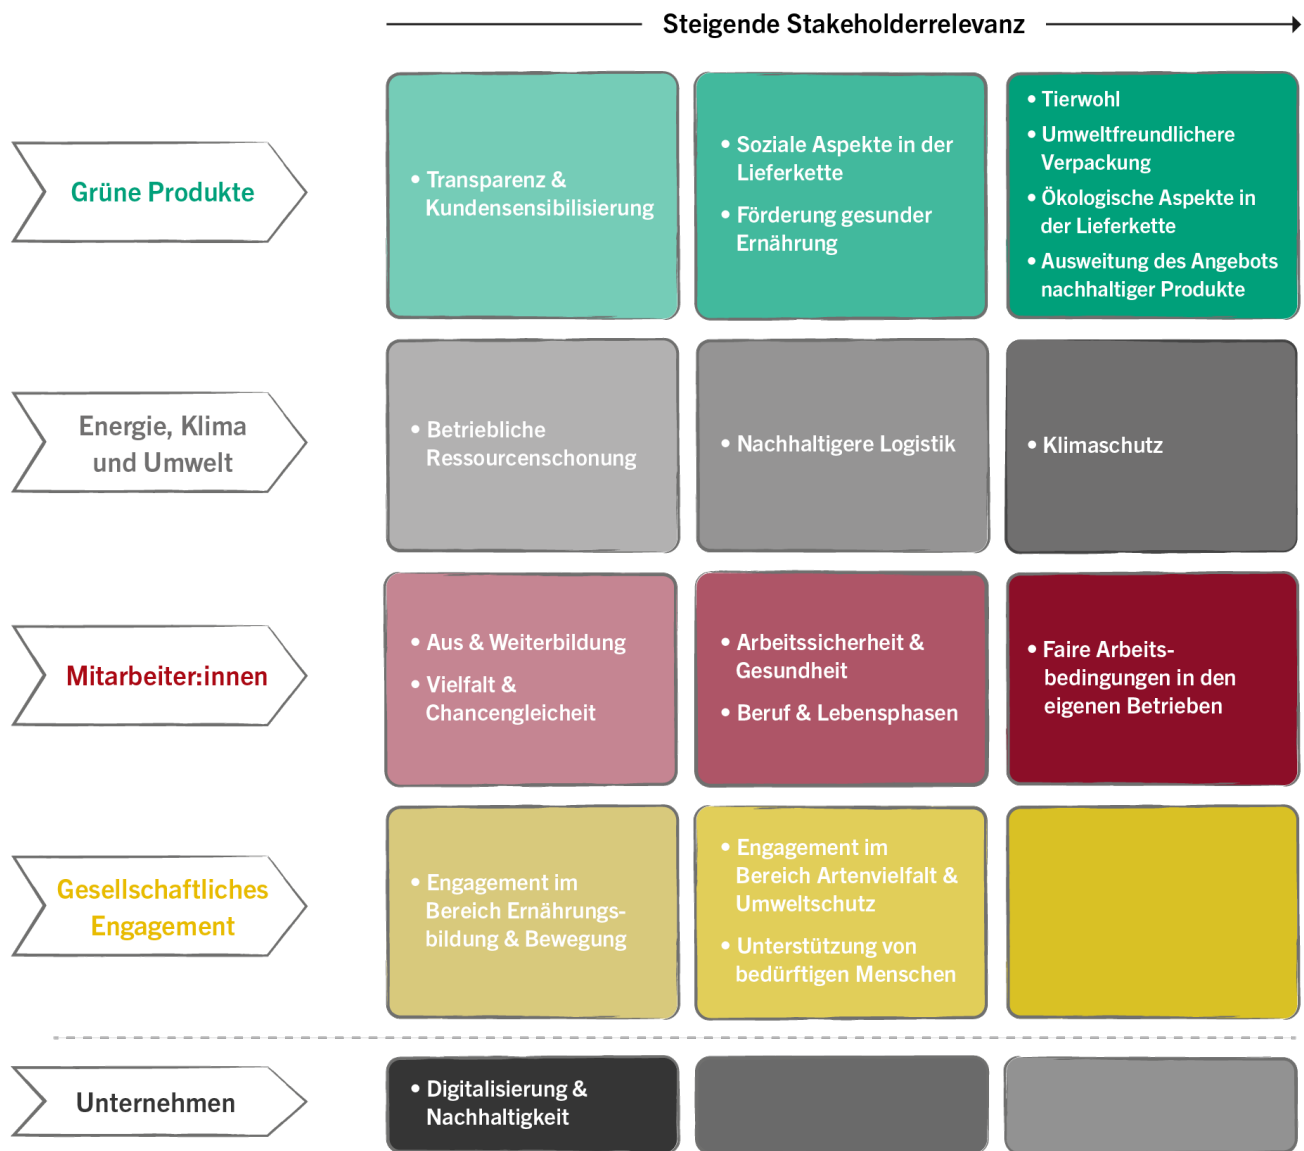 Steigende Stakeholderrelevanz
Grüne Produkte
• Transparenz &
Kundensensibilisierung
• Soziale Aspekte in der
Lieferkette
• Förderung gesunder
Ernährung
• Tierwohl
• Umweltfreundlichere
Verpackung
• Ökologische Aspekte in
der Lieferkette
• Ausweitung des Angebots
nachhaltiger Produkte
Energie, Klima
und Umwelt
• Betriebliche
Ressourcenschonung
• Nachhaltigere Logistik
• Klimaschutz
Mitarbeiter:innen
• Aus & Weiterbildung
• Vielfalt &
Chancengleicheit
• Arbeitssicherheit &
Gesundheit
• Beruf & Lebensphasen
• Faire Arbeits-
bedingungen in den
eigenen Betrieben
Gesellschaftliches
Engagement
• Engagement im
Bereich Ernährungs-
bildung & Bewegung
• Engagement im
Bereich Artenvielfalt &
Umweltschutz
• Unterstützung von
bedürftigen Menschen
Unternehmen
• Digitalisierung &
Nachhaltigkeit